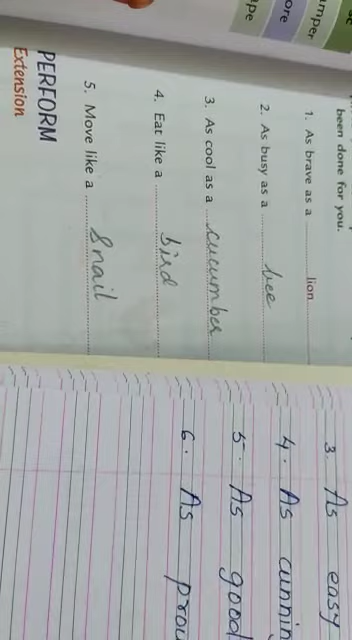 been done for you.
1. As brave as a lion
2. As busy as a bee
3. As cool as a cucumber
4. Eat like a bird
5. Move like a Snail
PERFORM
Extension
3. As easy
4. As
5. As good
6. As